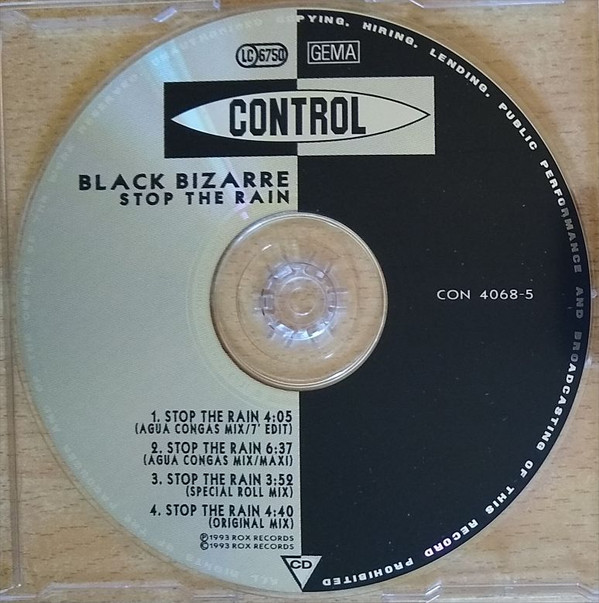 LC 6750
GEMA
CONTROL
BLACK BIZARRE
STOP THE RAIN
CON 4068-5
1. STOP THE RAIN 4:05
(AGUA CONGAS MIX/7' EDIT)
2. STOP THE RAIN 6:37
(AGUA CONGAS MIX/MAXI)
3. STOP THE RAIN 3:52
(SPECIAL ROLL MIX)
4. STOP THE RAIN 4:40
(ORIGINAL MIX)
℗1993 ROX RECORDS
©1993 ROX RECORDS
CD
COPYING, HIRING, LENDING, PUBLIC PERFORMANCE AND BROADCASTING OF THIS RECORD PROHIBITED